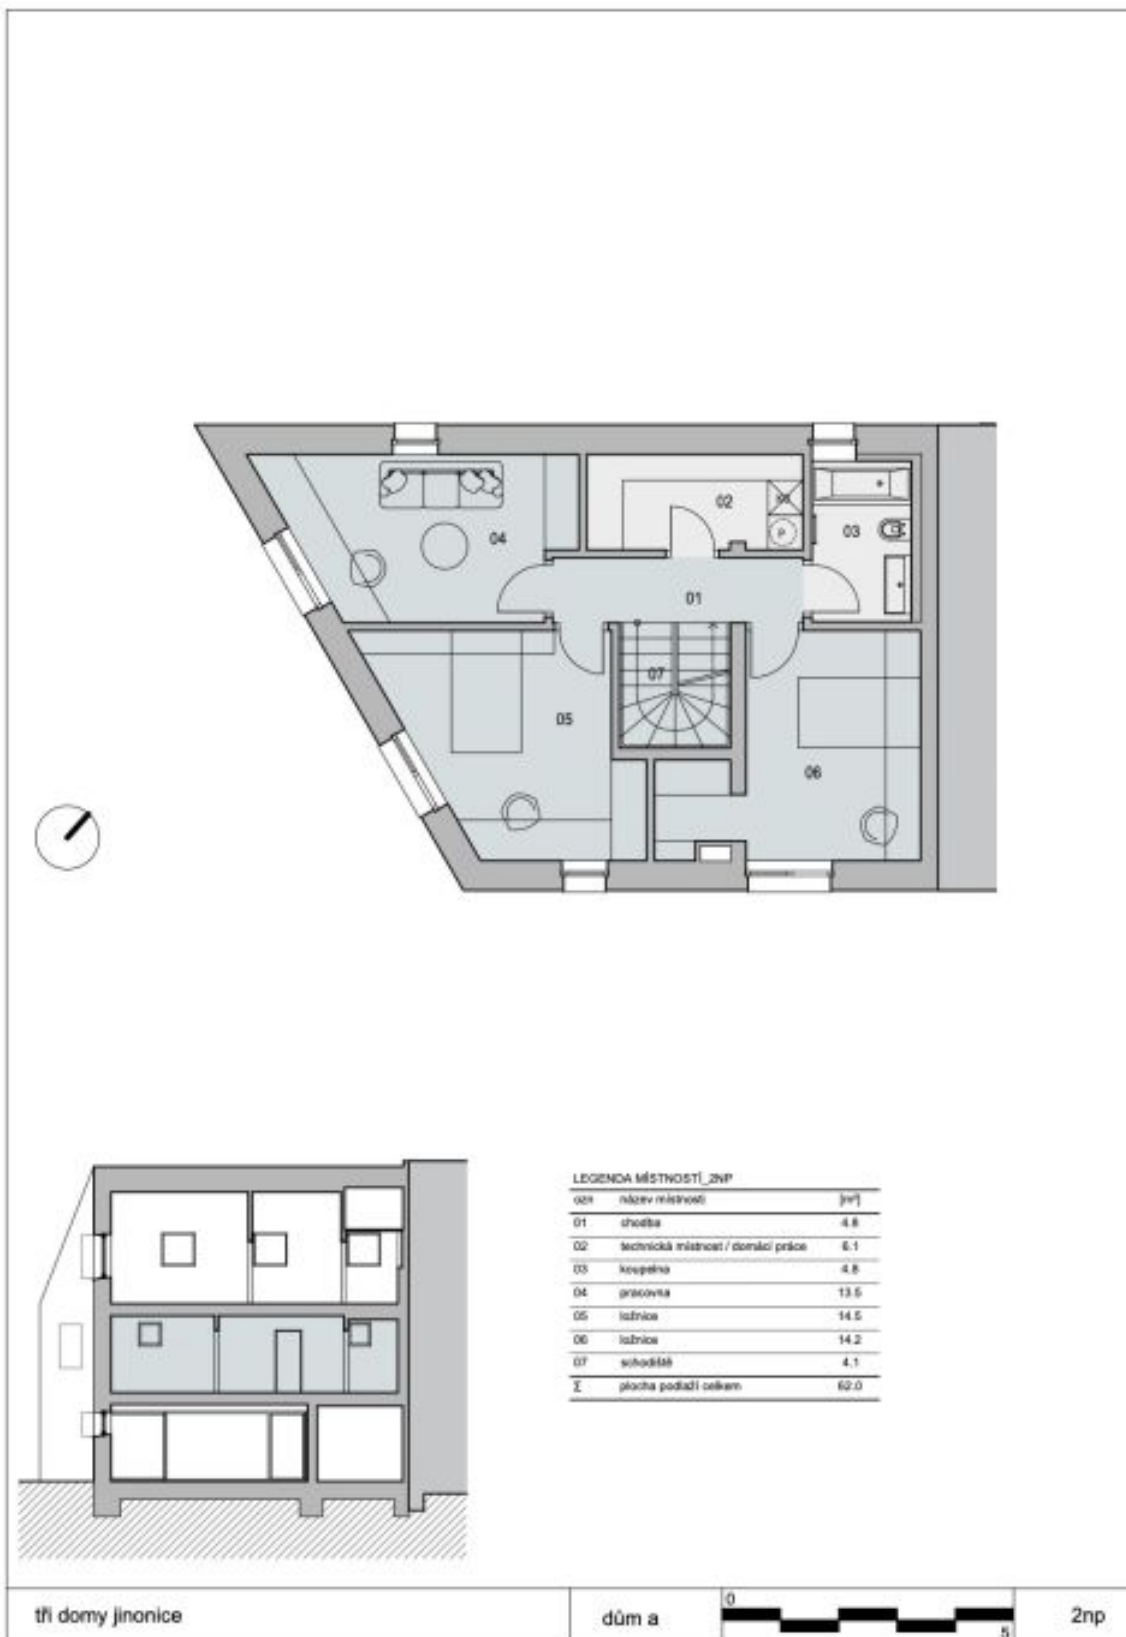 04
02
03
01
07
05
06
LEGENDA MÍSTNOSTÍ_2NP
ozn název místnosti [m²]
01 chodba 4.8
02 technická místnost / domácí práce 6.1
03 koupelna 4.8
04 pracovna 13.5
05 ložnice 14.5
06 ložnice 14.2
07 schodiště 4.1
Σ plocha podlaží celkem 62.0
tři domy jinonice
dům a
0
5
2np